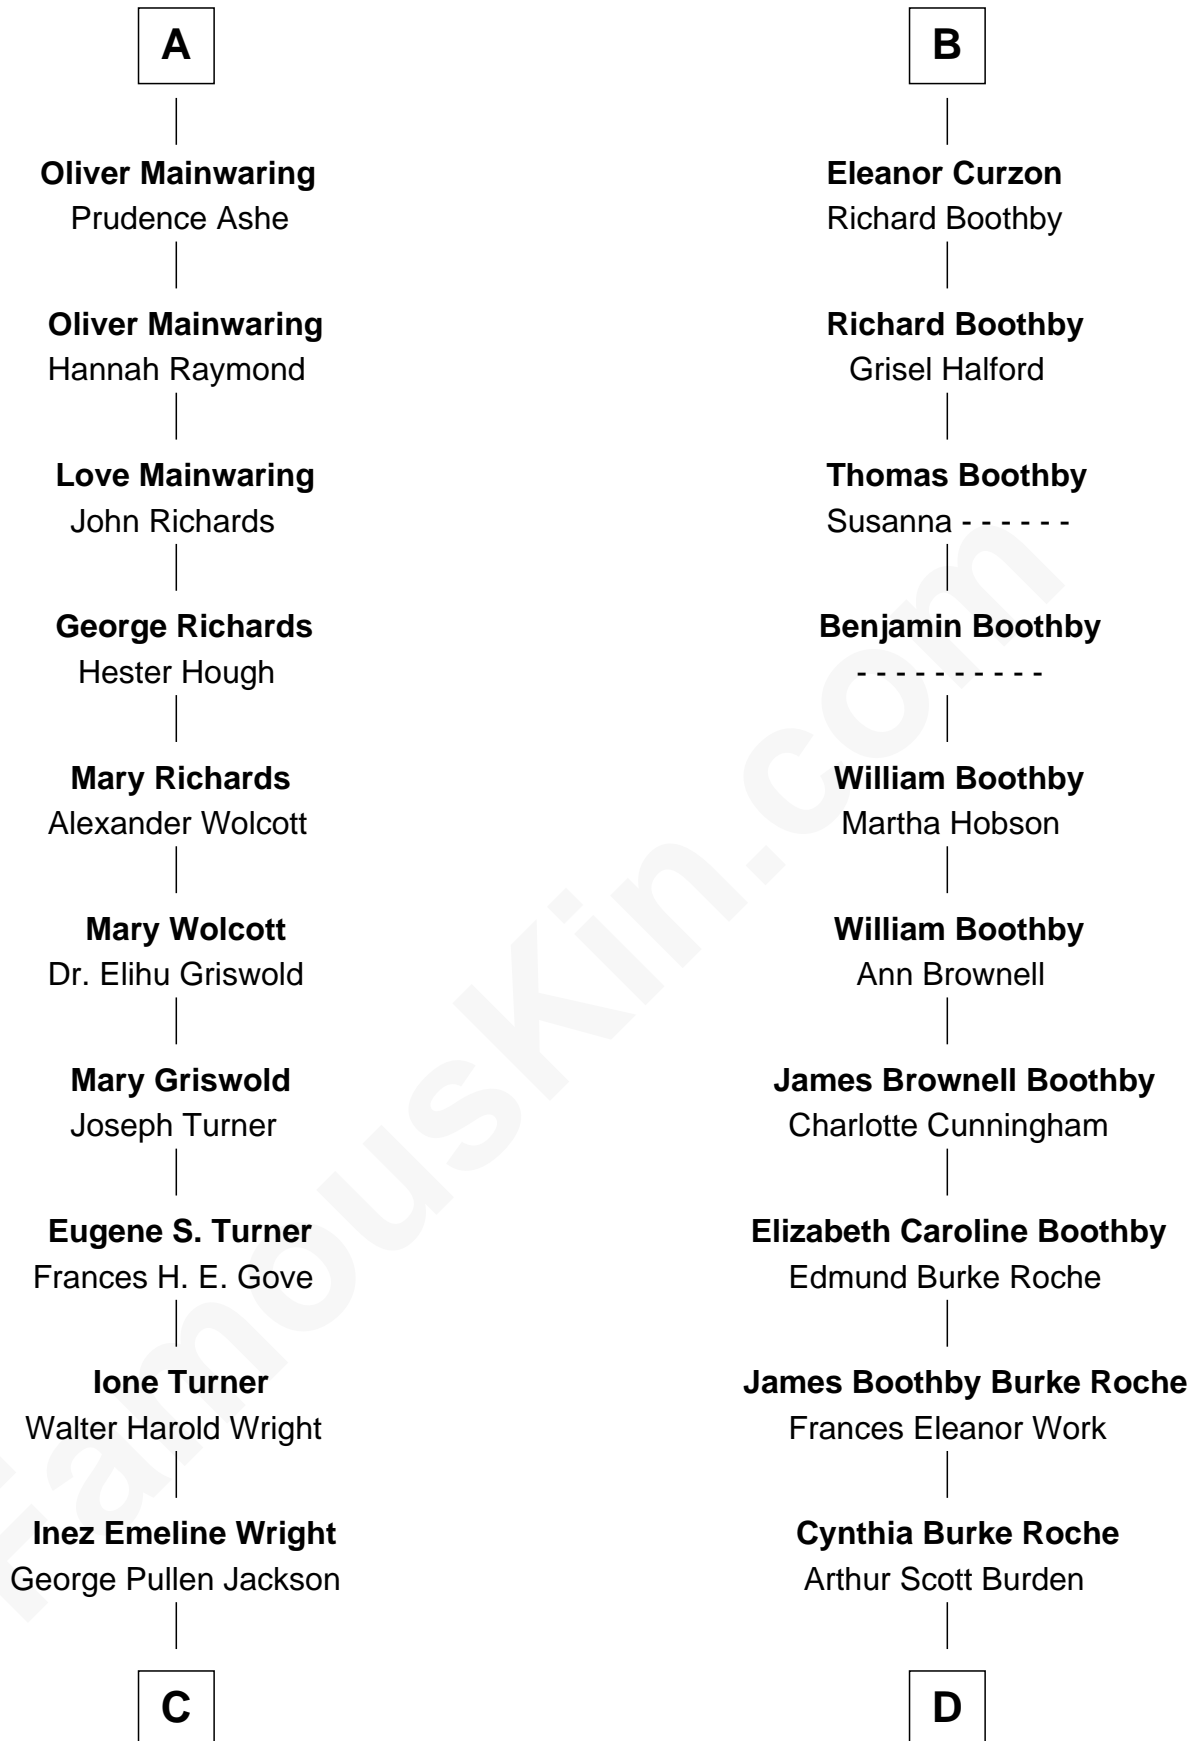 A
Oliver Mainwaring
Prudence Ashe
Oliver Mainwaring
Hannah Raymond
Love Mainwaring
John Richards
George Richards
Hester Hough
Mary Richards
Alexander Wolcott
Mary Wolcott
Dr. Elihu Griswold
Mary Griswold
Joseph Turner
Eugene S. Turner
Frances H. E. Gove
Ione Turner
Walter Harold Wright
Inez Emeline Wright
George Pullen Jackson
C
B
Eleanor Curzon
Richard Boothby
Richard Boothby
Grisel Halford
Thomas Boothby
Susanna - - - - - -
Benjamin Boothby
- - - - - - - - - -
William Boothby
Martha Hobson
William Boothby
Ann Brownell
James Brownell Boothby
Charlotte Cunningham
Elizabeth Caroline Boothby
Edmund Burke Roche
James Boothby Burke Roche
Frances Eleanor Work
Cynthia Burke Roche
Arthur Scott Burden
D
FamousKin.com